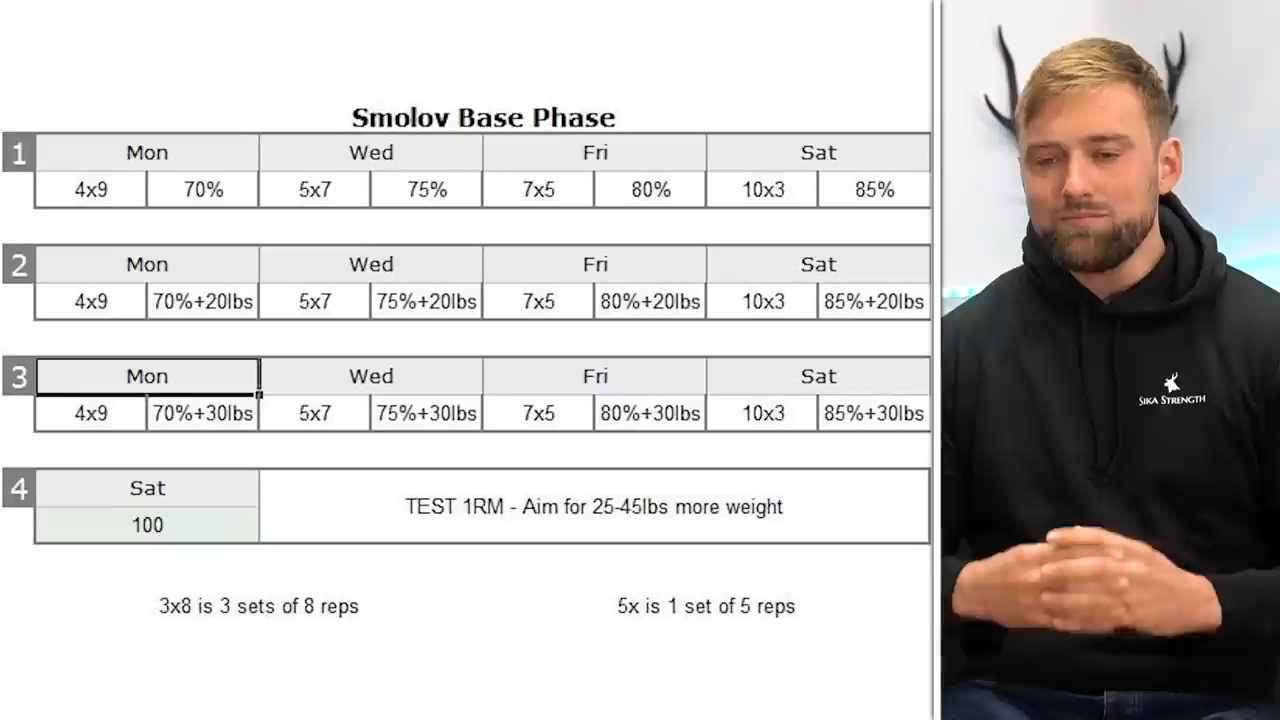 Smolov Base Phase
1 Mon Wed Fri Sat
4x9 70% 5x7 75% 7x5 80% 10x3 85%
2 Mon Wed Fri Sat
4x9 70%+20lbs 5x7 75%+20lbs 7x5 80%+20lbs 10x3 85%+20lbs
3 Mon Wed Fri Sat
4x9 70%+30lbs 5x7 75%+30lbs 7x5 80%+30lbs 10x3 85%+30lbs
4 Sat
TEST 1RM - Aim for 25-45lbs more weight
100
3x8 is 3 sets of 8 reps 5x is 1 set of 5 reps
SIKA STRENGTH